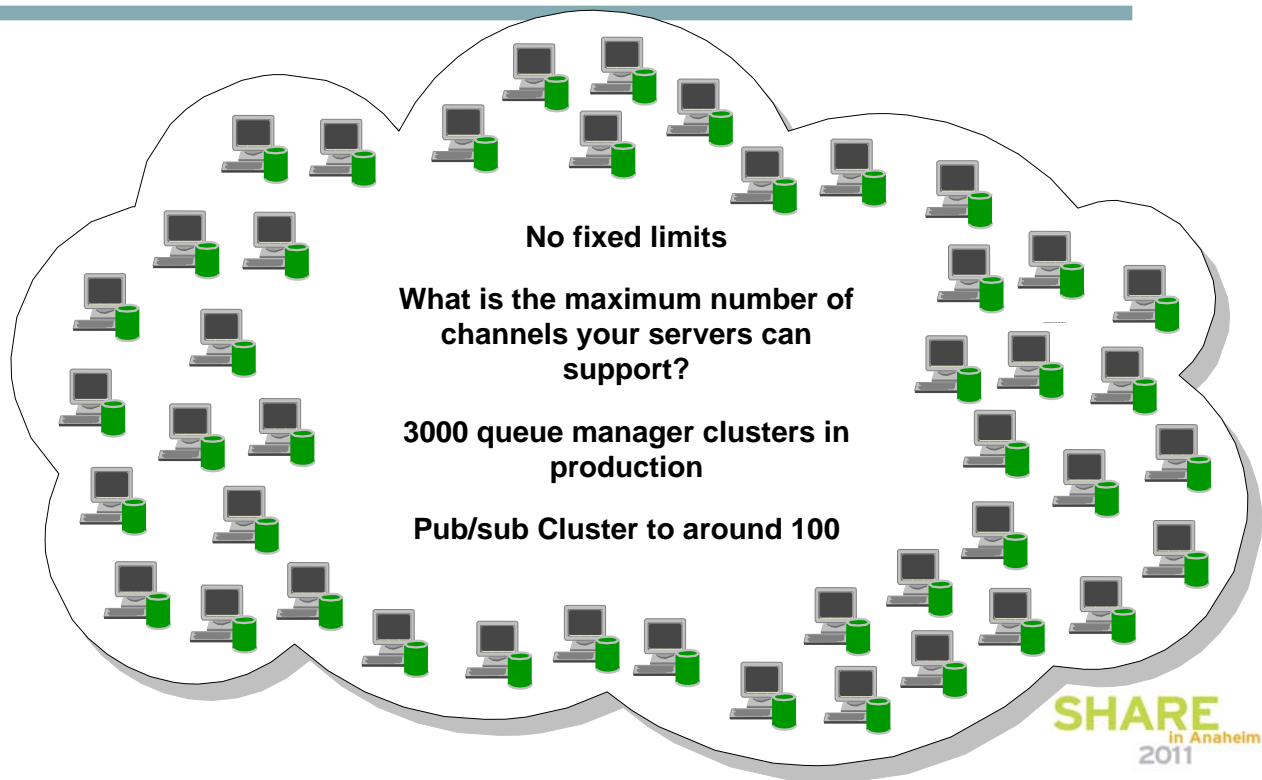 No fixed limits
What is the maximum number of
channels your servers can
support?
3000 queue manager clusters in
production
Pub/sub Cluster to around 100
SHARE
in Anaheim
2011